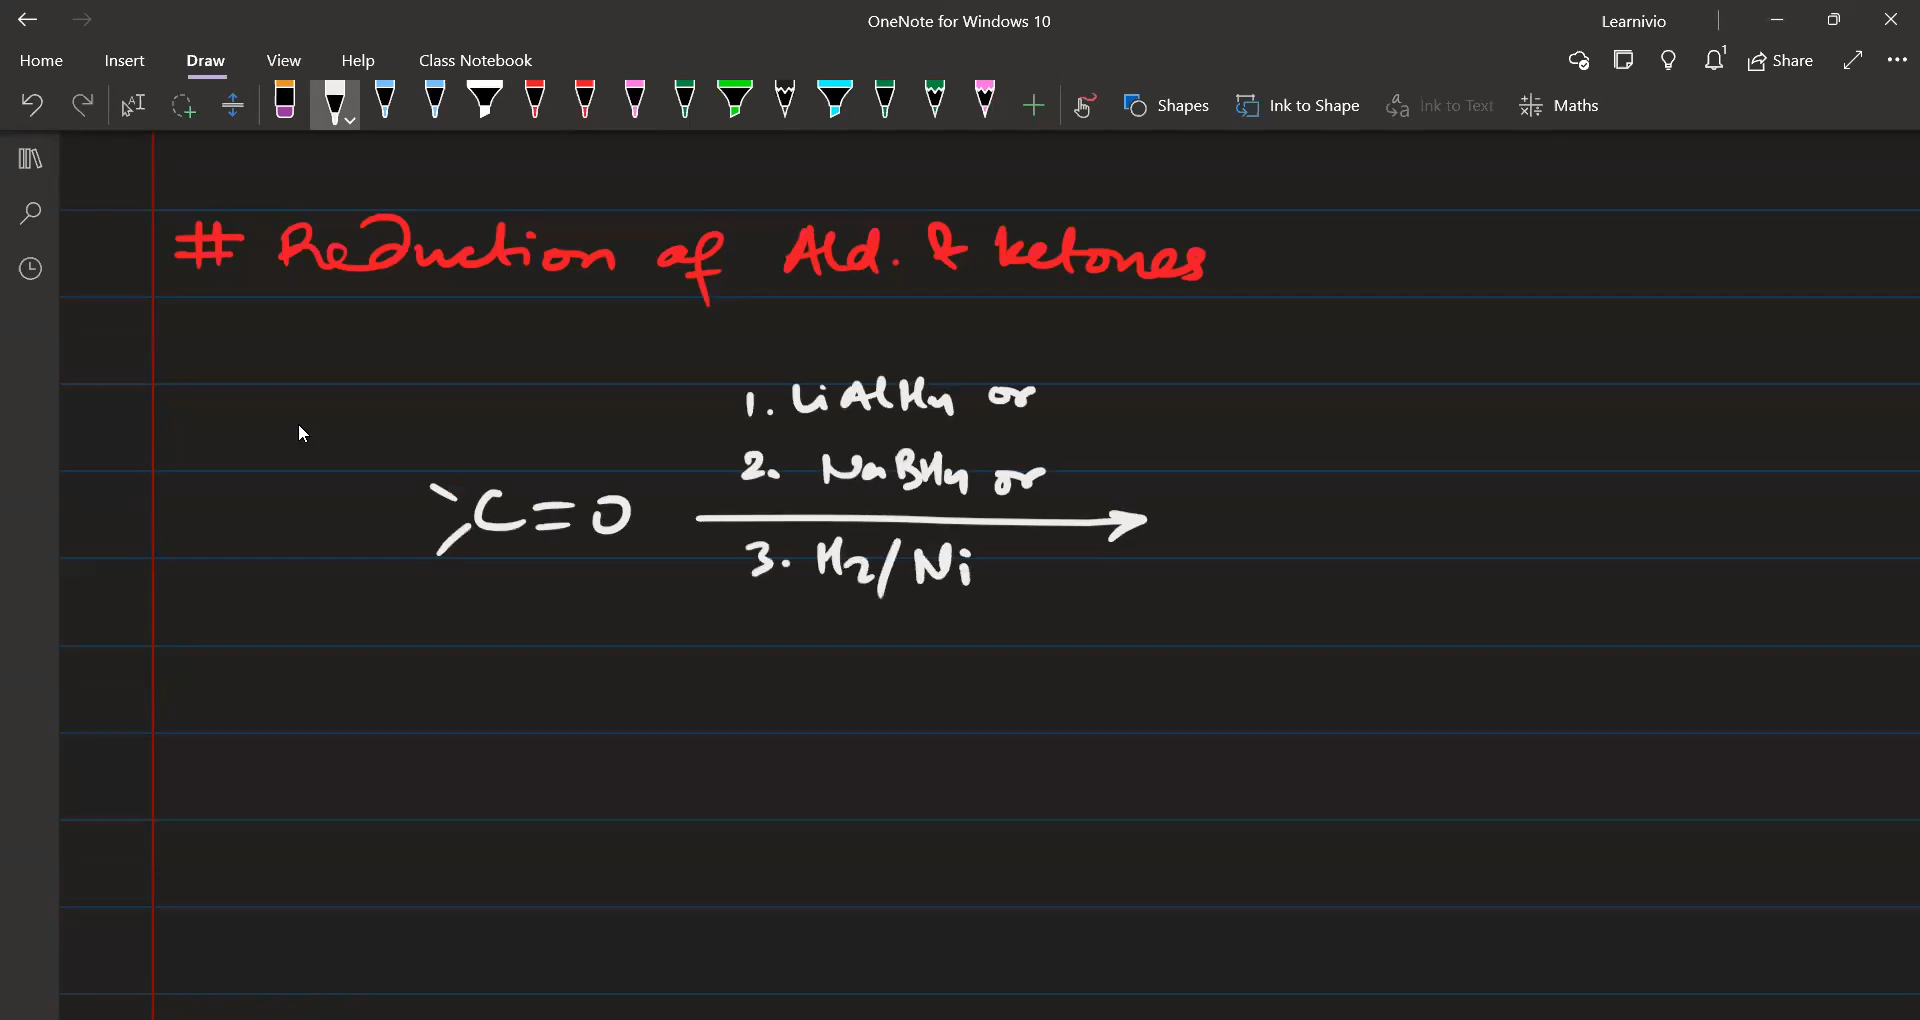 OneNote for Windows 10
Learnivio
Home Insert Draw View Help Class Notebook
1
Share
Shapes Ink to Shape Ink to Text Maths
# Reduction of Ald. & ketones
1. LiAlH4 or
2. NaBH4 or
>C=O
3. H2/Ni